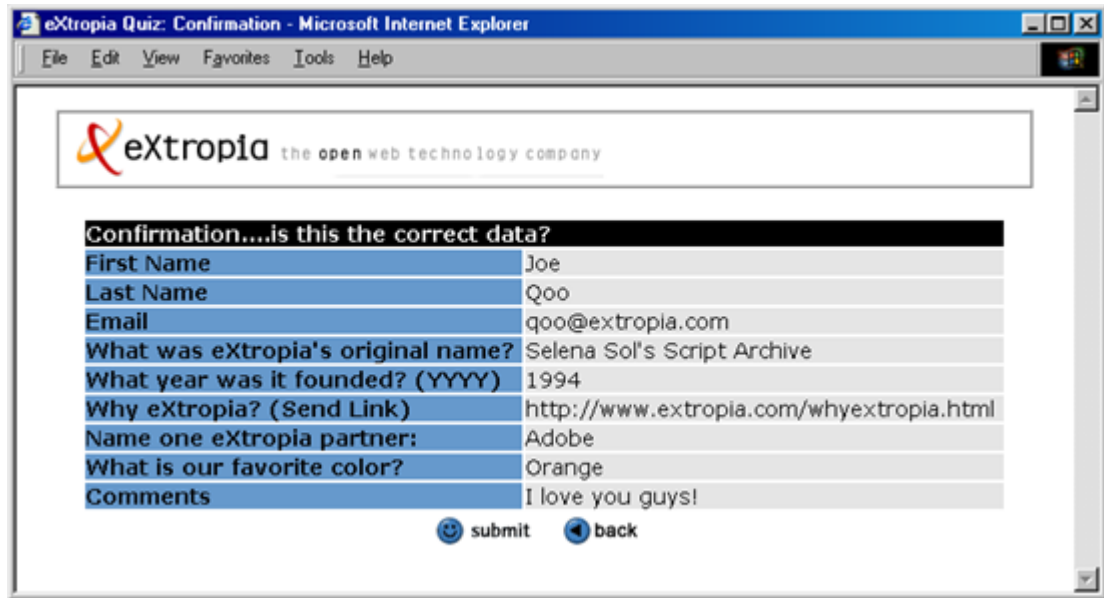 eXtropia Quiz: Confirmation - Microsoft Internet Explorer
File Edit View Favorites Tools Help
eXtropia the open web technology company
Confirmation....is this the correct data?
First Name Joe
Last Name Qoo
Email qoo@extropia.com
What was eXtropia's original name? Selena Sol's Script Archive
What year was it founded? (YYYY) 1994
Why eXtropia? (Send Link) http://www.extropia.com/whyextropia.html
Name one eXtropia partner: Adobe
What is our favorite color? Orange
Comments I love you guys!
submit back